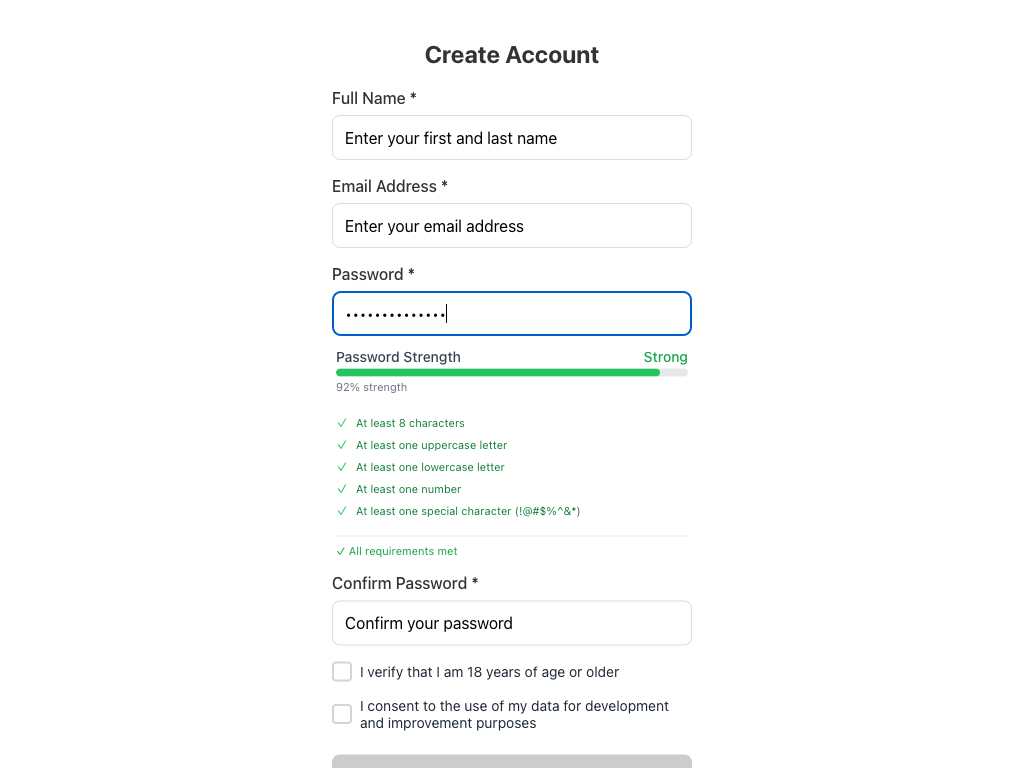 Create Account
Full Name *
Enter your first and last name
Email Address *
Enter your email address
Password *
••••••••••••••
Password Strength
Strong
92% strength
✓ At least 8 characters
✓ At least one uppercase letter
✓ At least one lowercase letter
✓ At least one number
✓ At least one special character (!@#$%^&*)
✓ All requirements met
Confirm Password *
Confirm your password
I verify that I am 18 years of age or older
I consent to the use of my data for development
and improvement purposes